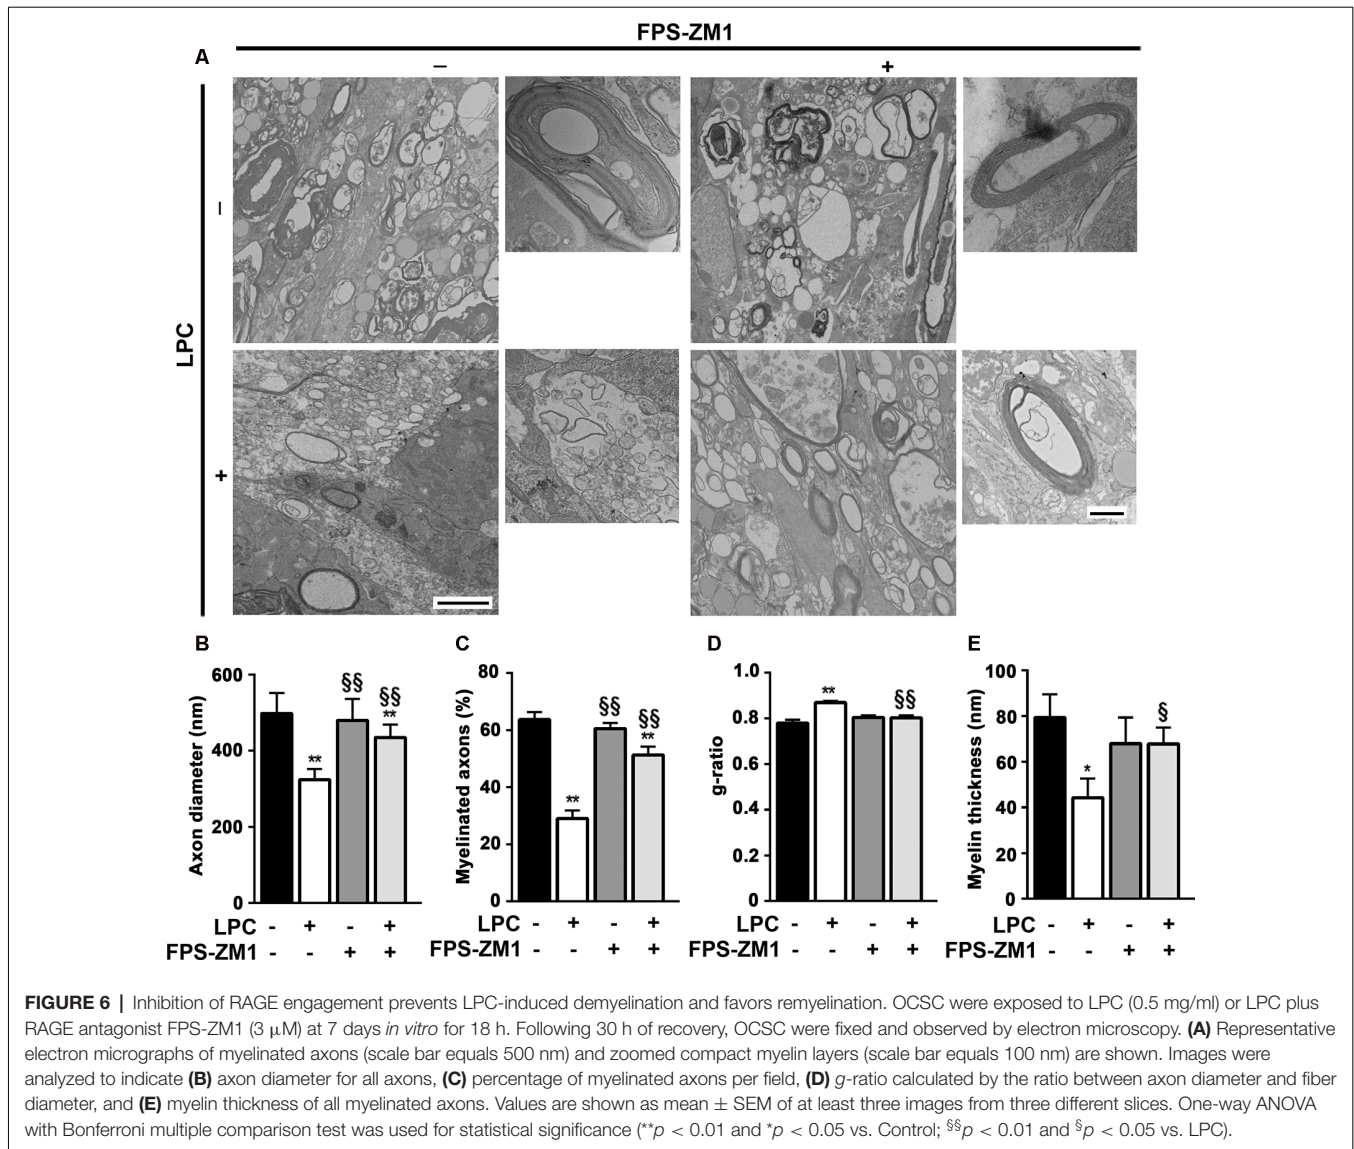 FPS-ZM1
A
– +
LPC
–
+
B
Axon diameter (nm)
600
400
200
0
**
§§
§§
**
LPC - + - +
FPS-ZM1 - - + +
C
Myelinated axons (%)
80
60
40
20
0
**
§§
§§
**
LPC - + - +
FPS-ZM1 - - + +
D
g-ratio
1.0
0.8
0.6
0.4
0.2
0
**
§§
LPC - + - +
FPS-ZM1 - - + +
E
Myelin thickness (nm)
100
80
60
40
20
0
*
§
LPC - + - +
FPS-ZM1 - - + +
FIGURE 6 | Inhibition of RAGE engagement prevents LPC-induced demyelination and favors remyelination. OCSC were exposed to LPC (0.5 mg/ml) or LPC plus
RAGE antagonist FPS-ZM1 (3 μM) at 7 days in vitro for 18 h. Following 30 h of recovery, OCSC were fixed and observed by electron microscopy. (A) Representative
electron micrographs of myelinated axons (scale bar equals 500 nm) and zoomed compact myelin layers (scale bar equals 100 nm) are shown. Images were
analyzed to indicate (B) axon diameter for all axons, (C) percentage of myelinated axons per field, (D) g-ratio calculated by the ratio between axon diameter and fiber
diameter, and (E) myelin thickness of all myelinated axons. Values are shown as mean ± SEM of at least three images from three different slices. One-way ANOVA
with Bonferroni multiple comparison test was used for statistical significance (**p < 0.01 and *p < 0.05 vs. Control; §§p < 0.01 and §p < 0.05 vs. LPC).